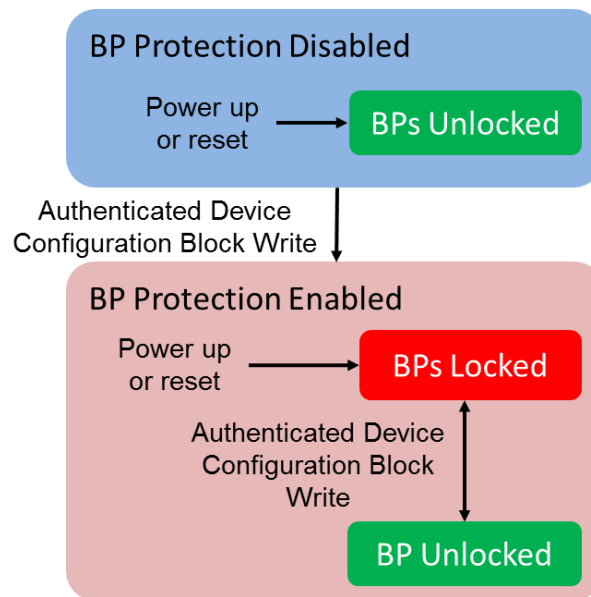 BP Protection Disabled
Power up
or reset
BPs Unlocked
Authenticated Device
Configuration Block Write
BP Protection Enabled
Power up
or reset
BPs Locked
Authenticated Device
Configuration Block
Write
BP Unlocked